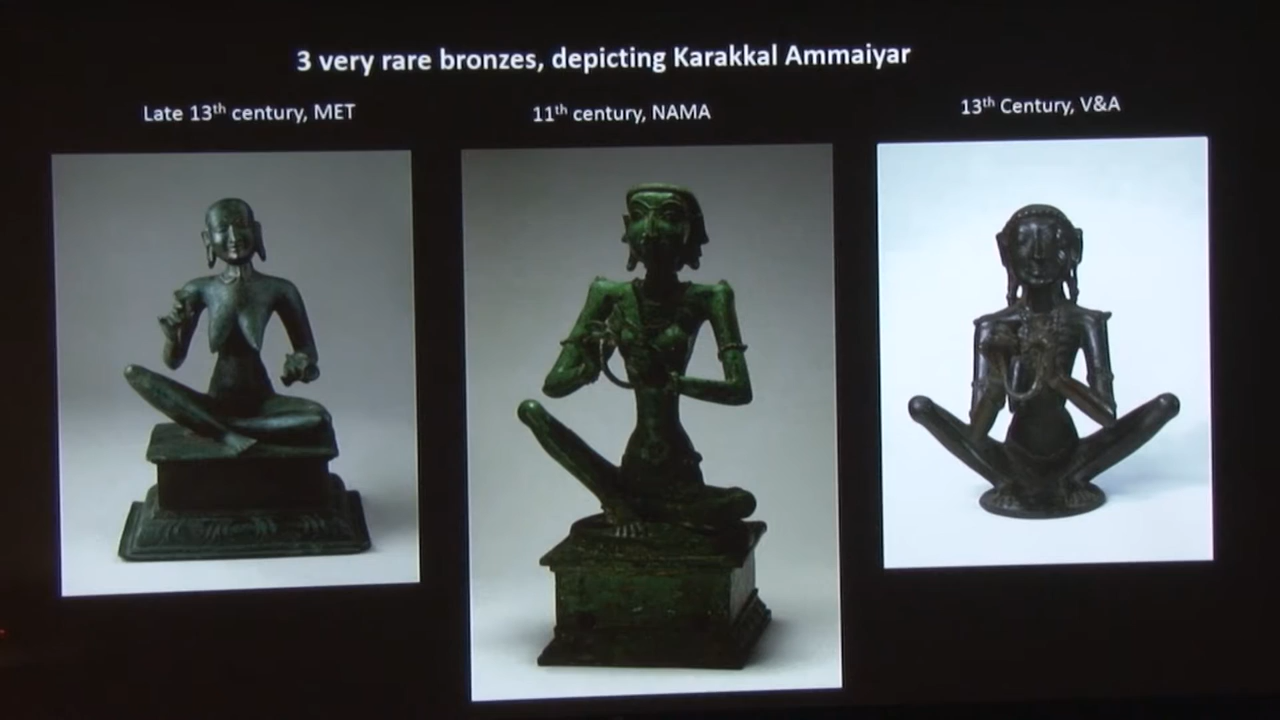 3 very rare bronzes, depicting Karakkal Ammaiyar
Late 13th century, MET
11th century, NAMA
13th Century, V&A